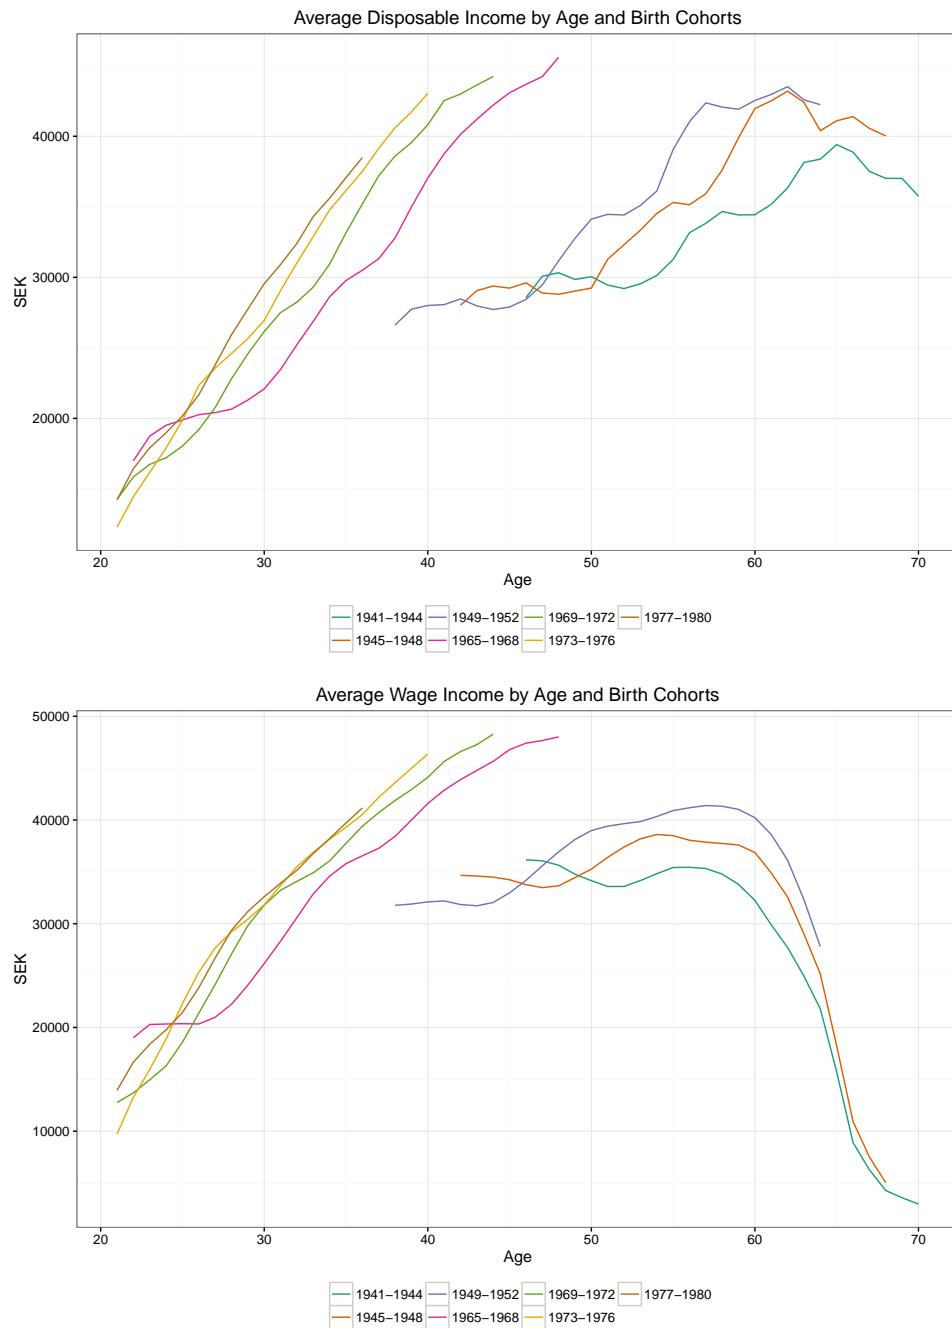 Average Disposable Income by Age and Birth Cohorts
40000
30000
20000
SEK
20 30 40 50 60 70
Age
1941−1944 1949−1952 1969−1972 1977−1980
1945−1948 1965−1968 1973−1976
Average Wage Income by Age and Birth Cohorts
50000
40000
30000
20000
10000
SEK
20 30 40 50 60 70
Age
1941−1944 1949−1952 1969−1972 1977−1980
1945−1948 1965−1968 1973−1976